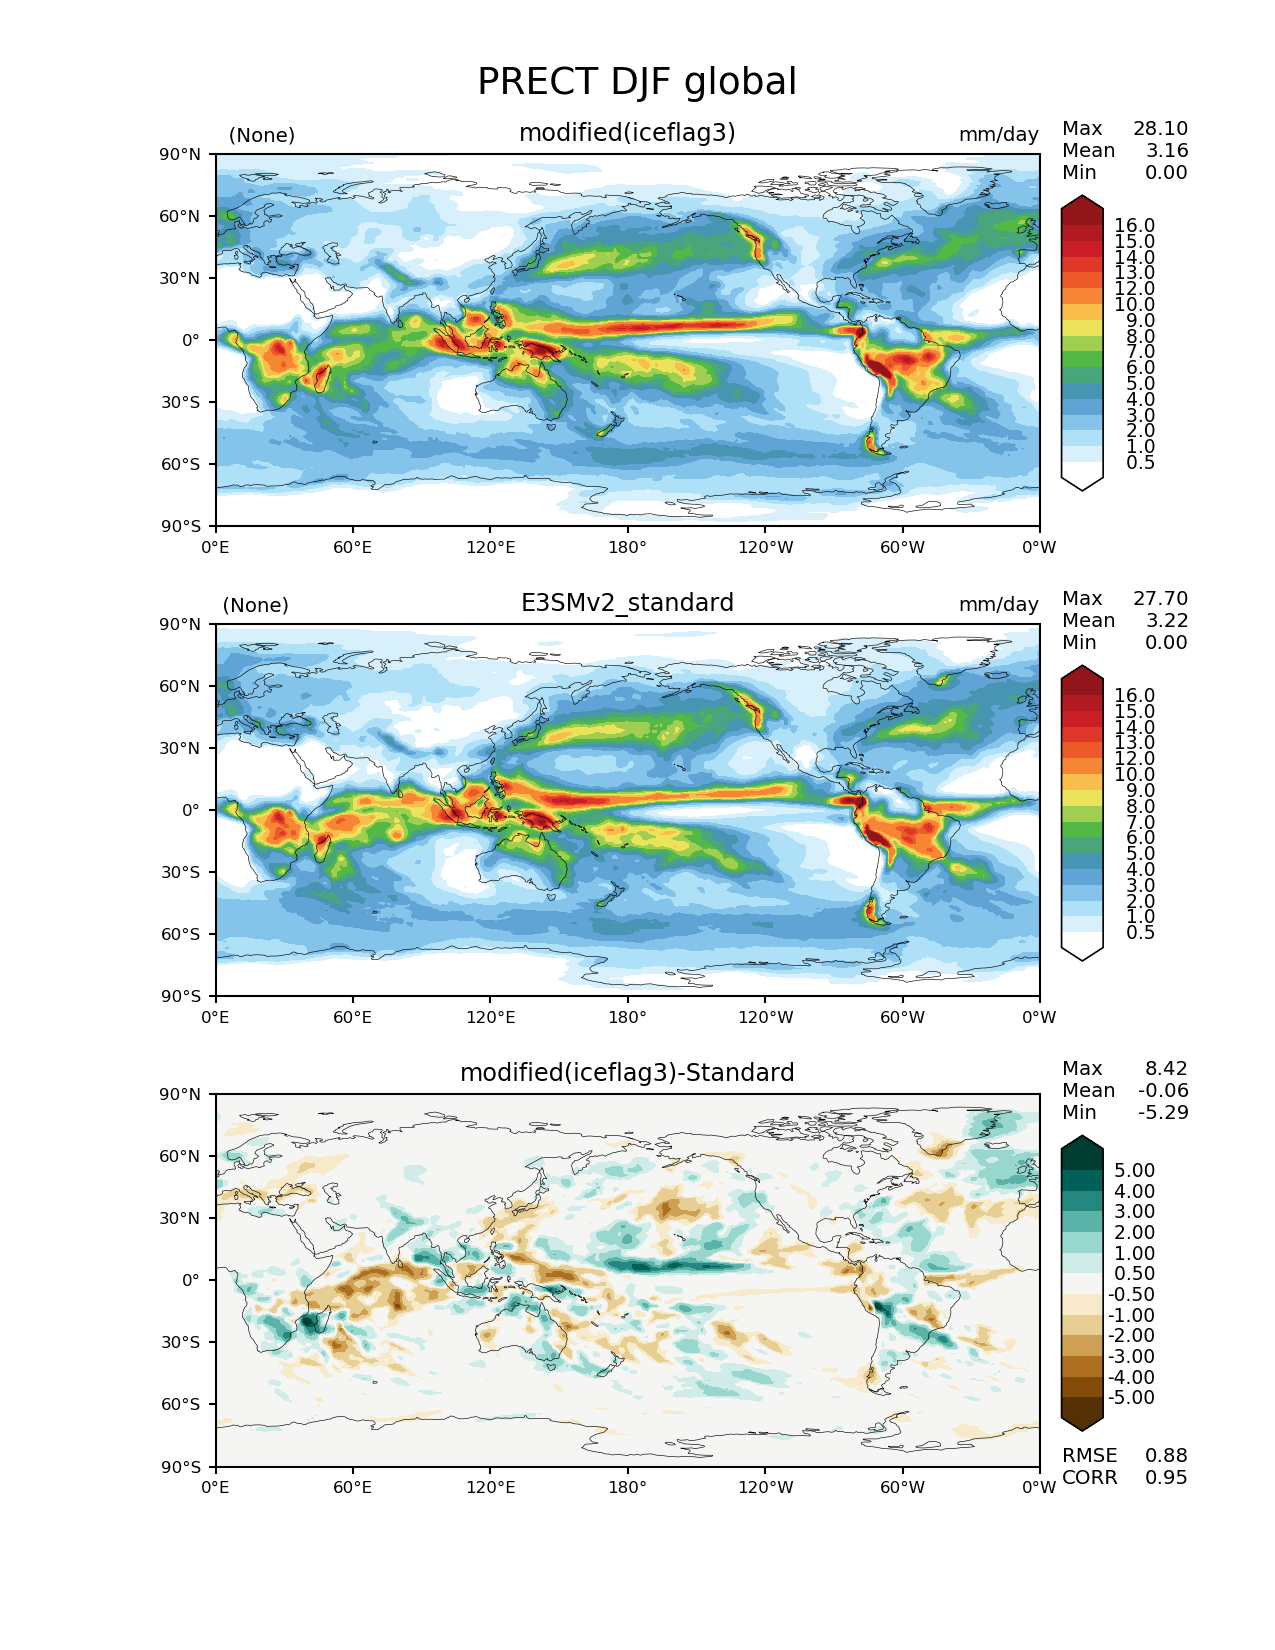 PRECT DJF global
(None) modified(iceflag3) mm/day
Max 28.10
Mean 3.16
Min 0.00
90°N
60°N
30°N
0°
30°S
60°S
90°S
0°E 60°E 120°E 180° 120°W 60°W 0°W
16.0
15.0
14.0
13.0
12.0
10.0
9.0
8.0
7.0
6.0
5.0
4.0
3.0
2.0
1.0
0.5
(None) E3SMv2_standard mm/day
Max 27.70
Mean 3.22
Min 0.00
90°N
60°N
30°N
0°
30°S
60°S
90°S
0°E 60°E 120°E 180° 120°W 60°W 0°W
16.0
15.0
14.0
13.0
12.0
10.0
9.0
8.0
7.0
6.0
5.0
4.0
3.0
2.0
1.0
0.5
modified(iceflag3)-Standard
Max 8.42
Mean -0.06
Min -5.29
90°N
60°N
30°N
0°
30°S
60°S
90°S
0°E 60°E 120°E 180° 120°W 60°W 0°W
5.00
4.00
3.00
2.00
1.00
0.50
-0.50
-1.00
-2.00
-3.00
-4.00
-5.00
RMSE 0.88
CORR 0.95